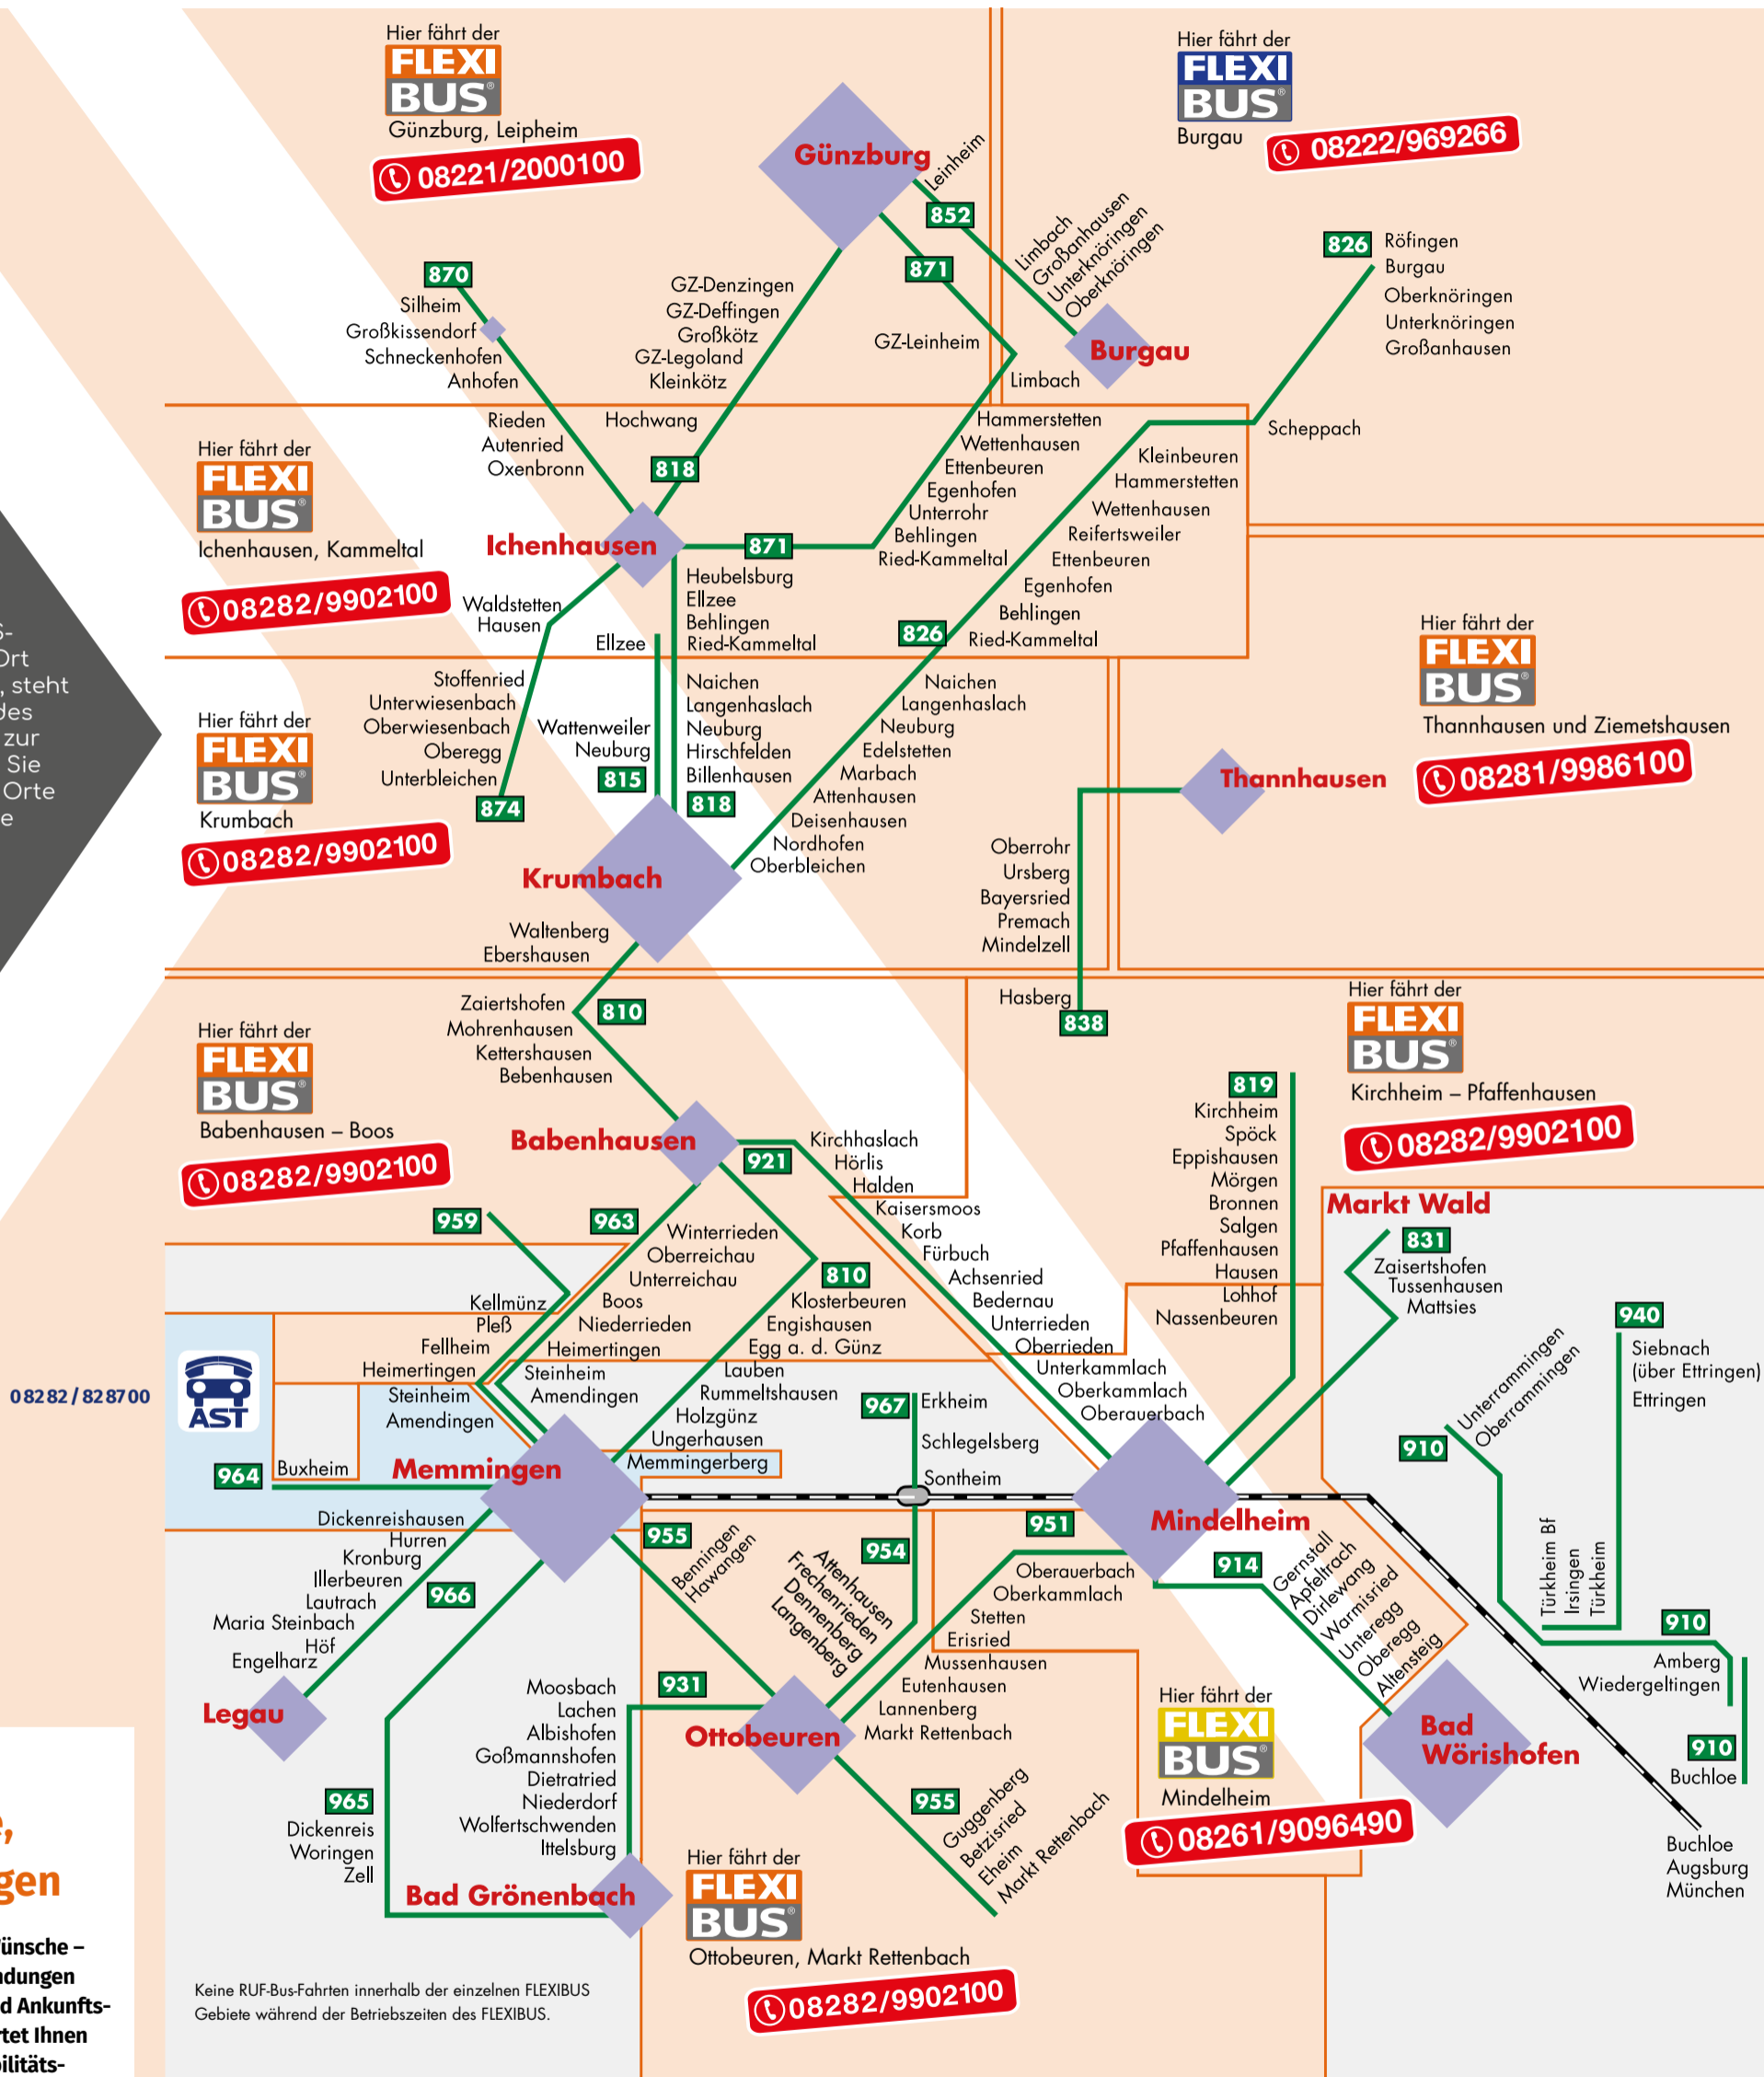 Hier fährt der
FLEXI
BUS®
Günzburg, Leipheim
08221/2000100
Hier fährt der
FLEXI
BUS®
Burgau
08222/969266
Günzburg
Leinheim
852
871
Limbach
Großanhausen
Unterknöringen
Oberknöringen
Burgau
826
Röfingen
Burgau
Oberknöringen
Unterknöringen
Großanhausen
Scheppach
870
Silheim
Großkissendorf
Schneckenhofen
Anhofen
Rieden
Autenried
Oxenbronn
GZ-Denzingen
GZ-Deffingen
Großkötz
GZ-Legoland
Kleinkötz
Hochwang
818
GZ-Leinheim
Limbach
Hammerstetten
Wettenhausen
Ettenbeuren
Egenhofen
Unterrohr
Behlingen
Ried-Kammeltal
Kleinbeuren
Hammerstetten
Wettenhausen
Reifertsweiler
Ettenbeuren
Egenhofen
Behlingen
Ried-Kammeltal
826
Hier fährt der
FLEXI
BUS®
Ichenhausen, Kammeltal
08282/9902100
Ichenhausen
871
Heubelsburg
Ellzee
Behlingen
Ried-Kammeltal
Waldstetten
Hausen
Ellzee
S-
Ort
, steht
des
zur
Sie
Orte
e
Hier fährt der
FLEXI
BUS®
Krumbach
08282/9902100
Stoffenried
Unterwiesenbach
Oberwiesenbach
Oberegg
Unterbleichen
874
Wattenweiler
Neuburg
815
Naichen
Langenhaslach
Neuburg
Hirschfelden
Billenhausen
818
Naichen
Langenhaslach
Neuburg
Edelstetten
Marbach
Attenhausen
Deisenhausen
Nordhofen
Oberbleichen
Krumbach
Hier fährt der
FLEXI
BUS®
Thannhausen und Ziemetshausen
08281/9986100
Thannhausen
Oberrohr
Ursberg
Bayersried
Premach
Mindelzell
Hasberg
838
Waltenberg
Ebershausen
Zaiertshofen
Mohrenhausen
Kettershausen
Bebenhausen
810
Hier fährt der
FLEXI
BUS®
Babenhausen – Boos
08282/9902100
Babenhausen
921
Kirchhaslach
Hörlis
Halden
Kaisersmoos
Korb
Fürbuch
Achsenried
Bedernau
Unterrieden
Oberrieden
Unterkammlach
Oberkammlach
Oberauerbach
Hier fährt der
FLEXI
BUS®
Kirchheim – Pfaffenhausen
08282/9902100
819
Kirchheim
Spöck
Eppishausen
Mörgen
Bronnen
Salgen
Pfaffenhausen
Hausen
Lohhof
Nassenbeuren
Markt Wald
831
Zaisertshofen
Tussenhausen
Mattsies
959
963
Kellmünz
Pleß
Fellheim
Heimertingen
Steinheim
Amendingen
Winterrieden
Oberreichau
Unterreichau
Boos
Niederrieden
Heimertingen
Steinheim
Amendingen
810
Klosterbeuren
Engishausen
Egg a. d. Günz
Lauben
Rummeltshausen
Holzgünz
Ungerhausen
Memmingerberg
08282/828700
AST
964
Buxheim
Memmingen
967
Erkheim
Schlegelsberg
Sontheim
Mindelheim
940
Siebnach
(über Ettringen)
Ettringen
Unterrammingen
Oberrammingen
910
Türkheim Bf
Irsingen
Türkheim
910
Amberg
Wiedergeltingen
910
Buchloe
Buchloe
Augsburg
München
Dickenreishausen
Hurren
Kronburg
Illerbeuren
Lautrach
Maria Steinbach
Höf
Engelharz
966
Legau
955
Benningen
Hawangen
954
Attenhausen
Frechenrieden
Dennenberg
Langenberg
951
Oberauerbach
Oberkammlach
Stetten
Erisried
Mussenhausen
Eutenhausen
Lannenberg
Markt Rettenbach
914
Gernstall
Apfeltrach
Dirlewang
Warmisried
Unteregg
Oberegg
Altensteig
Bad
Wörishofen
Hier fährt der
FLEXI
BUS®
Mindelheim
08261/9096490
931
Moosbach
Lachen
Albishofen
Goßmannshofen
Dietratried
Niederdorf
Wolfertschwenden
Ittelsburg
Ottobeuren
965
Dickenreis
Woringen
Zell
Bad Grönenbach
955
Guggenberg
Betzisried
Eheim
Markt Rettenbach
Hier fährt der
FLEXI
BUS®
Ottobeuren, Markt Rettenbach
08282/9902100
Keine RUF-Bus-Fahrten innerhalb der einzelnen FLEXIBUS
Gebiete während der Betriebszeiten des FLEXIBUS.
gen
ünsche –
ndungen
d Ankunfts-
rtet Ihnen
ilitäts-